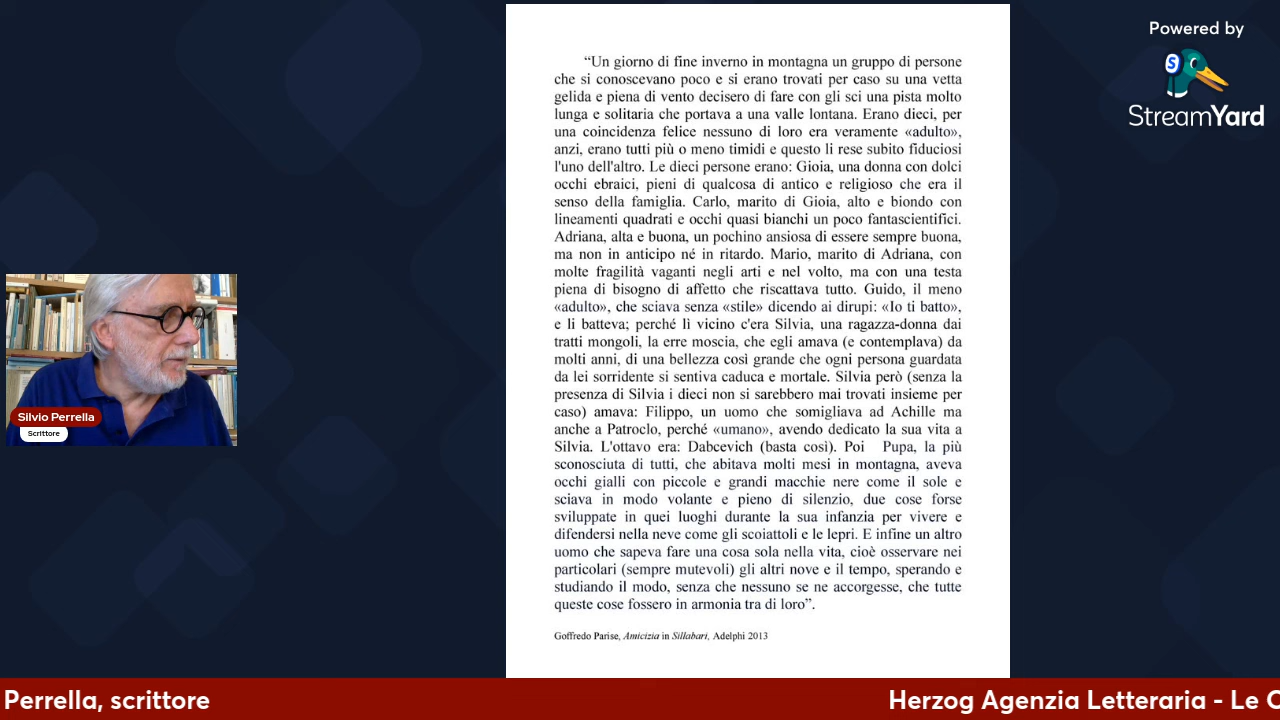 Powered by
StreamYard
“Un giorno di fine inverno in montagna un gruppo di persone
che si conoscevano poco e si erano trovati per caso su una vetta
gelida e piena di vento decisero di fare con gli sci una pista molto
lunga e solitaria che portava a una valle lontana. Erano dieci, per
una coincidenza felice nessuno di loro era veramente «adulto»,
anzi, erano tutti più o meno timidi e questo li rese subito fiduciosi
l'uno dell'altro. Le dieci persone erano: Gioia, una donna con dolci
occhi ebraici, pieni di qualcosa di antico e religioso che era il
senso della famiglia. Carlo, marito di Gioia, alto e biondo con
lineamenti quadrati e occhi quasi bianchi un poco fantascientifici.
Adriana, alta e buona, un pochino ansiosa di essere sempre buona,
ma non in anticipo né in ritardo. Mario, marito di Adriana, con
molte fragilità vaganti negli arti e nel volto, ma con una testa
piena di bisogno di affetto che riscattava tutto. Guido, il meno
«adulto», che sciava senza «stile» dicendo ai dirupi: «Io ti batto»,
e li batteva; perché lì vicino c'era Silvia, una ragazza-donna dai
tratti mongoli, la erre moscia, che egli amava (e contemplava) da
molti anni, di una bellezza così grande che ogni persona guardata
da lei sorridente si sentiva caduca e mortale. Silvia però (senza la
presenza di Silvia i dieci non si sarebbero mai trovati insieme per
caso) amava: Filippo, un uomo che somigliava ad Achille ma
anche a Patroclo, perché «umano», avendo dedicato la sua vita a
Silvia. L'ottavo era: Dabcevich (basta così). Poi Pupa, la più
sconosciuta di tutti, che abitava molti mesi in montagna, aveva
occhi gialli con piccole e grandi macchie nere come il sole e
sciava in modo volante e pieno di silenzio, due cose forse
sviluppate in quei luoghi durante la sua infanzia per vivere e
difendersi nella neve come gli scoiattoli e le lepri. E infine un altro
uomo che sapeva fare una cosa sola nella vita, cioè osservare nei
particolari (sempre mutevoli) gli altri nove e il tempo, sperando e
studiando il modo, senza che nessuno se ne accorgesse, che tutte
queste cose fossero in armonia tra di loro”.
Goffredo Parise, Amicizia in Sillabari, Adelphi 2013
Silvio Perrella
Scrittore
Perrella, scrittore
Herzog Agenzia Letteraria - Le C